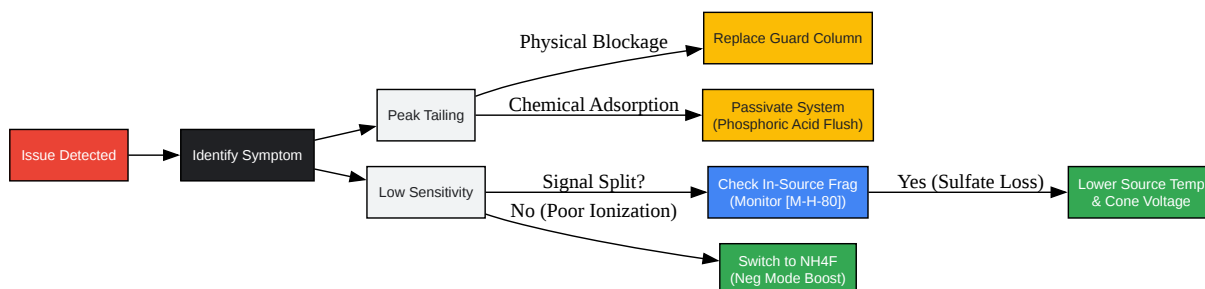 Issue Detected
Identify Symptom
Peak Tailing
Low Sensitivity
Physical Blockage
Chemical Adsorption
Signal Split?
No (Poor Ionization)
Replace Guard Column
Passivate System
(Phosphoric Acid Flush)
Check In-Source Frag
(Monitor [M-H-80])
Switch to NH4F
(Neg Mode Boost)
Yes (Sulfate Loss)
Lower Source Temp
& Cone Voltage